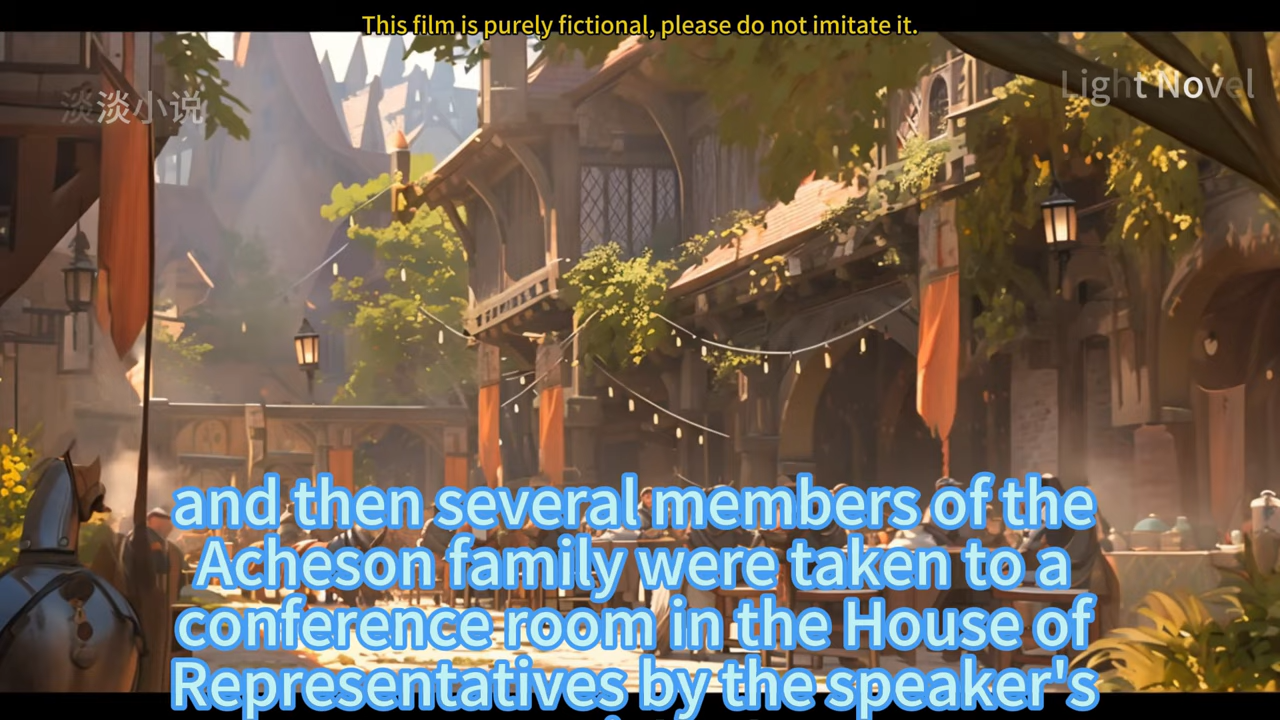 This film is purely fictional, please do not imitate it.
Light Novel
淡淡小说
and then several members of the
Acheson family were taken to a
conference room in the House of
Representatives by the speaker's